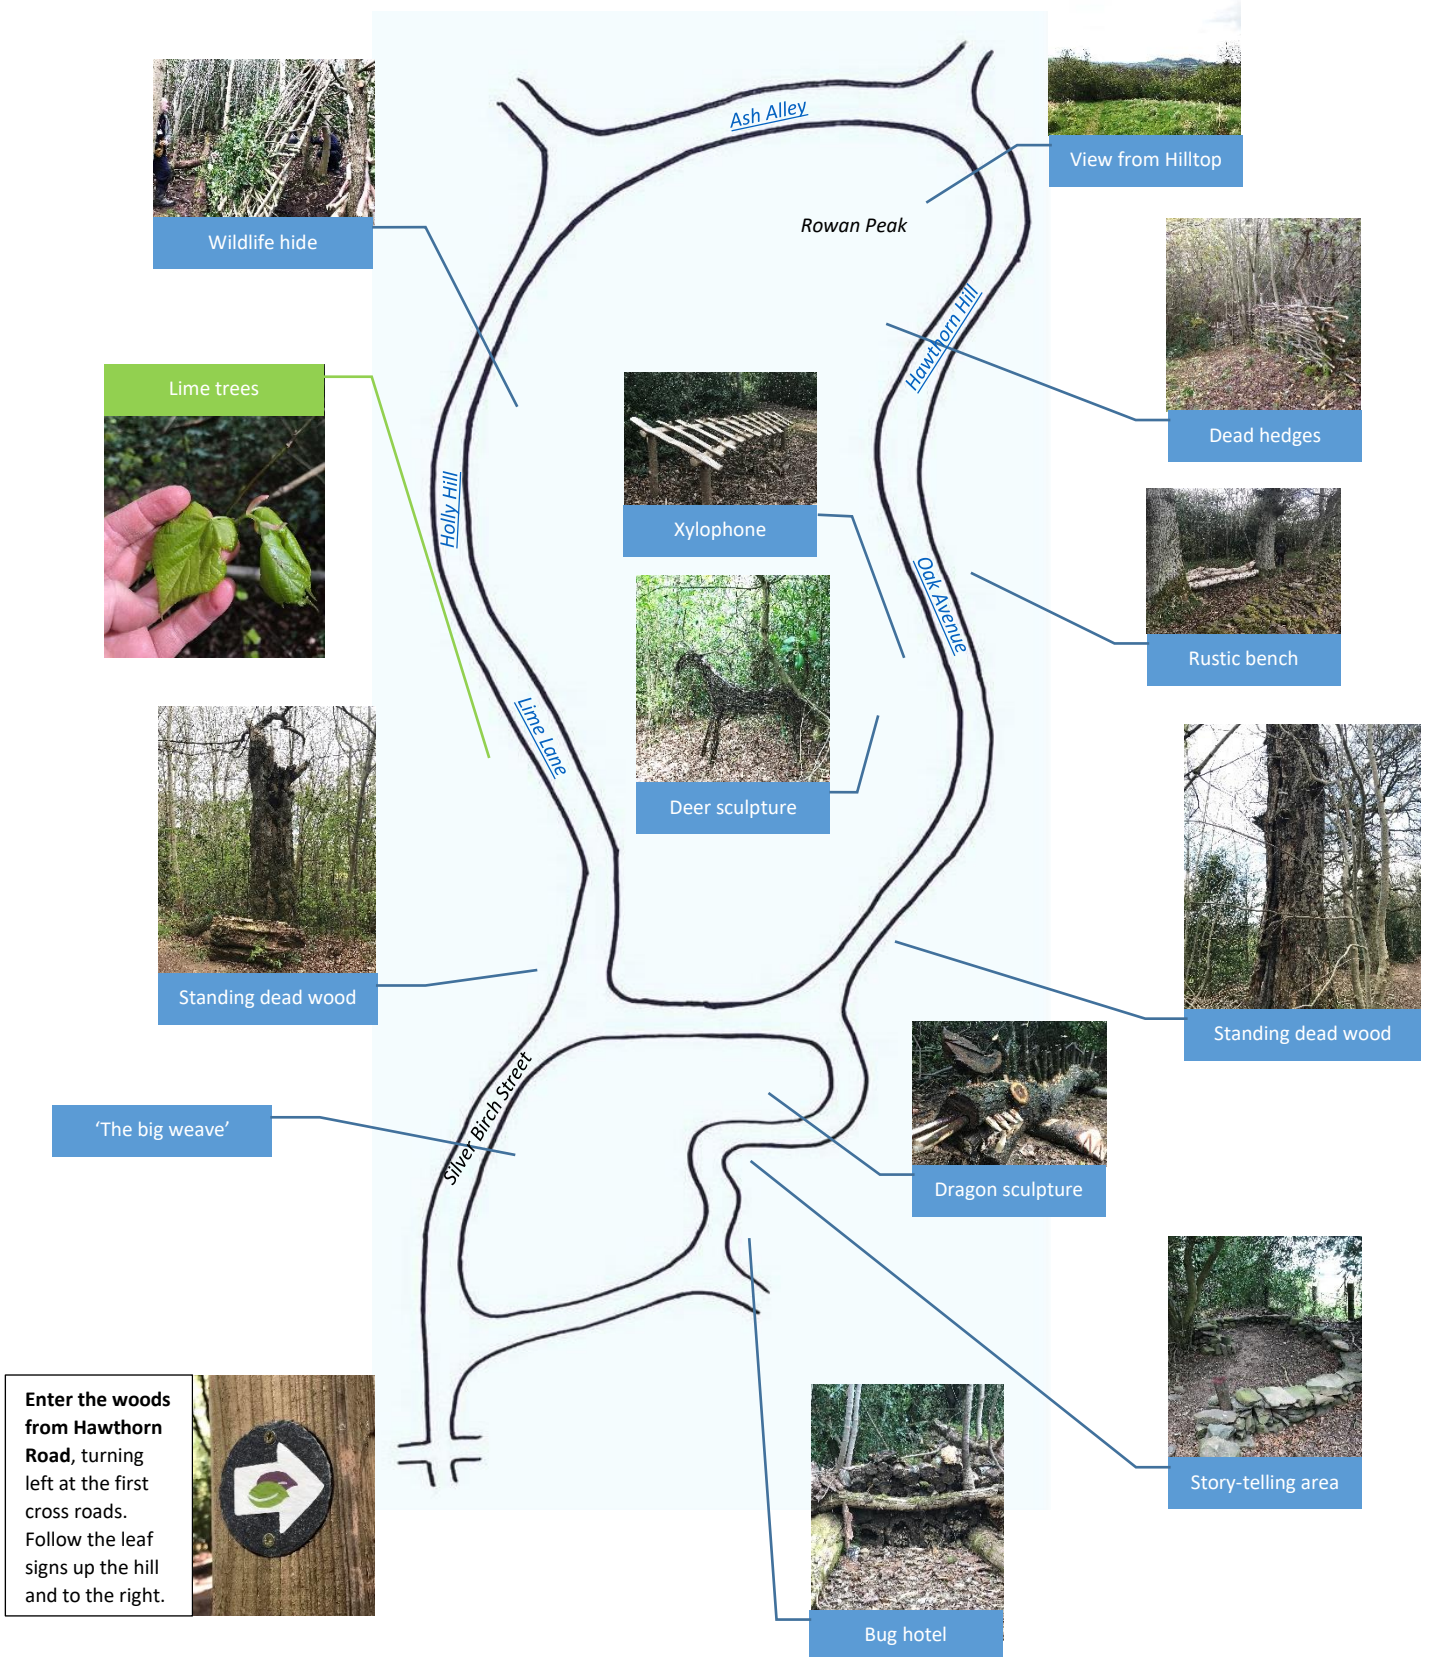 Ash Alley
View from Hilltop
Rowan Peak
Wildlife hide
Hawthorn Hill
Lime trees
Dead hedges
Holly Hill
Xylophone
Oak Avenue
Rustic bench
Lime Lane
Deer sculpture
Standing dead wood
Standing dead wood
Silver Birch Street
'The big weave'
Dragon sculpture
Enter the woods
from Hawthorn
Road, turning
left at the first
cross roads.
Follow the leaf
signs up the hill
and to the right.
Story-telling area
Bug hotel